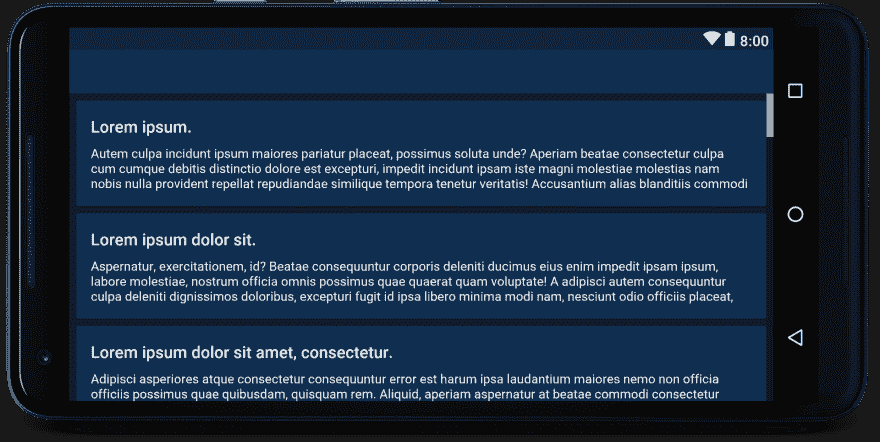 8:00
Lorem ipsum.
Autem culpa incidunt ipsum maiores pariatur placeat, possimus soluta unde? Aperiam beatae consectetur culpa
cum cumque debitis distinctio dolore est excepturi, impedit incidunt ipsam iste magni molestiae molestias nam
nobis nulla provident repellat repudiandae similique tempora tenetur veritatis! Accusantium alias blanditiis commodi
Lorem ipsum dolor sit.
Aspernatur, exercitationem, id? Beatae consequuntur corporis deleniti ducimus eius enim impedit ipsam ipsum,
labore molestiae, nostrum officia omnis possimus quae quaerat quam voluptate! A adipisci autem consequuntur
culpa deleniti dignissimos doloribus, excepturi fugit id ipsa libero minima modi nam, nesciunt odio officiis placeat,
Lorem ipsum dolor sit amet, consectetur.
Adipisci asperiores atque consectetur consequuntur error est harum ipsa laudantium maiores nemo non officia
officiis possimus quae quibusdam, quisquam rem. Aliquid, aperiam aspernatur at beatae commodi consectetur